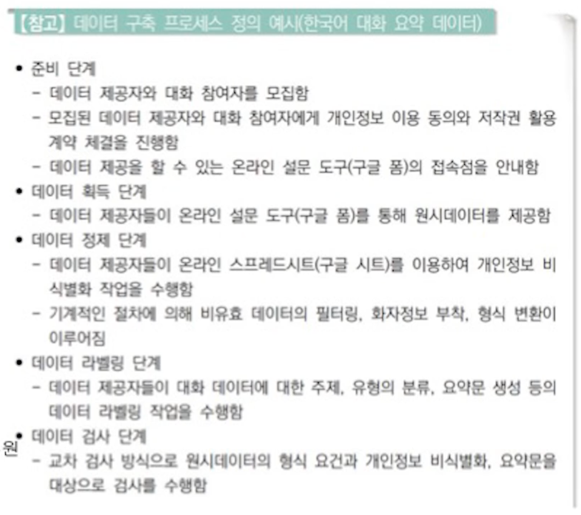 【참고】 데이터 구축 프로세스 정의 예시(한국어 대화 요약 데이터)
• 준비 단계
– 데이터 제공자와 대화 참여자를 모집함
– 모집된 데이터 제공자와 대화 참여자에게 개인정보 이용 동의와 저작권 활용
계약 체결을 진행함
– 데이터 제공을 할 수 있는 온라인 설문 도구(구글 폼)의 접속점을 안내함
• 데이터 획득 단계
– 데이터 제공자들이 온라인 설문 도구(구글 폼)를 통해 원시데이터를 제공함
• 데이터 정제 단계
– 데이터 제공자들이 온라인 스프레드시트(구글 시트)를 이용하여 개인정보 비
식별화 작업을 수행함
– 기계적인 절차에 의해 비유효 데이터의 필터링, 화자정보 부착, 형식 변환이
이루어짐
• 데이터 라벨링 단계
– 데이터 제공자들이 대화 데이터에 대한 주제, 유형의 분류, 요약문 생성 등의
데이터 라벨링 작업을 수행함
• 데이터 검사 단계
– 교차 검사 방식으로 원시데이터의 형식 요건과 개인정보 비식별화, 요약문을
대상으로 검사를 수행함